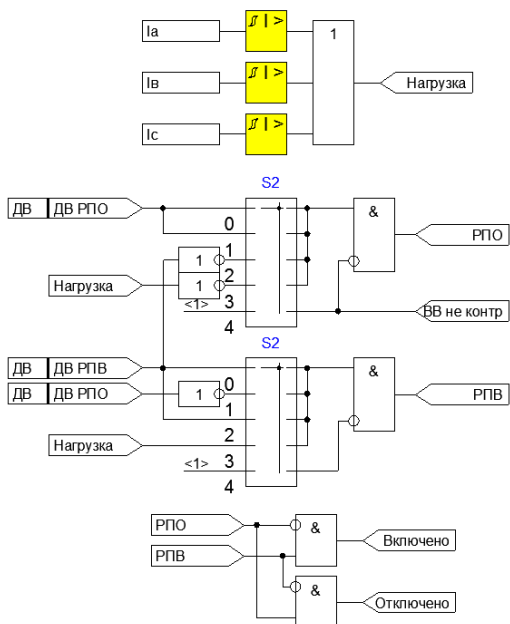 Ia
∫ I >
1
Iв
∫ I >
Нагрузка
Ic
∫ I >
S2
ДВ ДВ РПО
&
0
РПО
1 1
Нагрузка 1 2
<1> 3
ВВ не контр
4
S2
ДВ ДВ РПВ
&
ДВ ДВ РПО 1 0
РПВ
1
Нагрузка 2
<1> 3
4
РПО
&
Включено
РПВ
&
Отключено